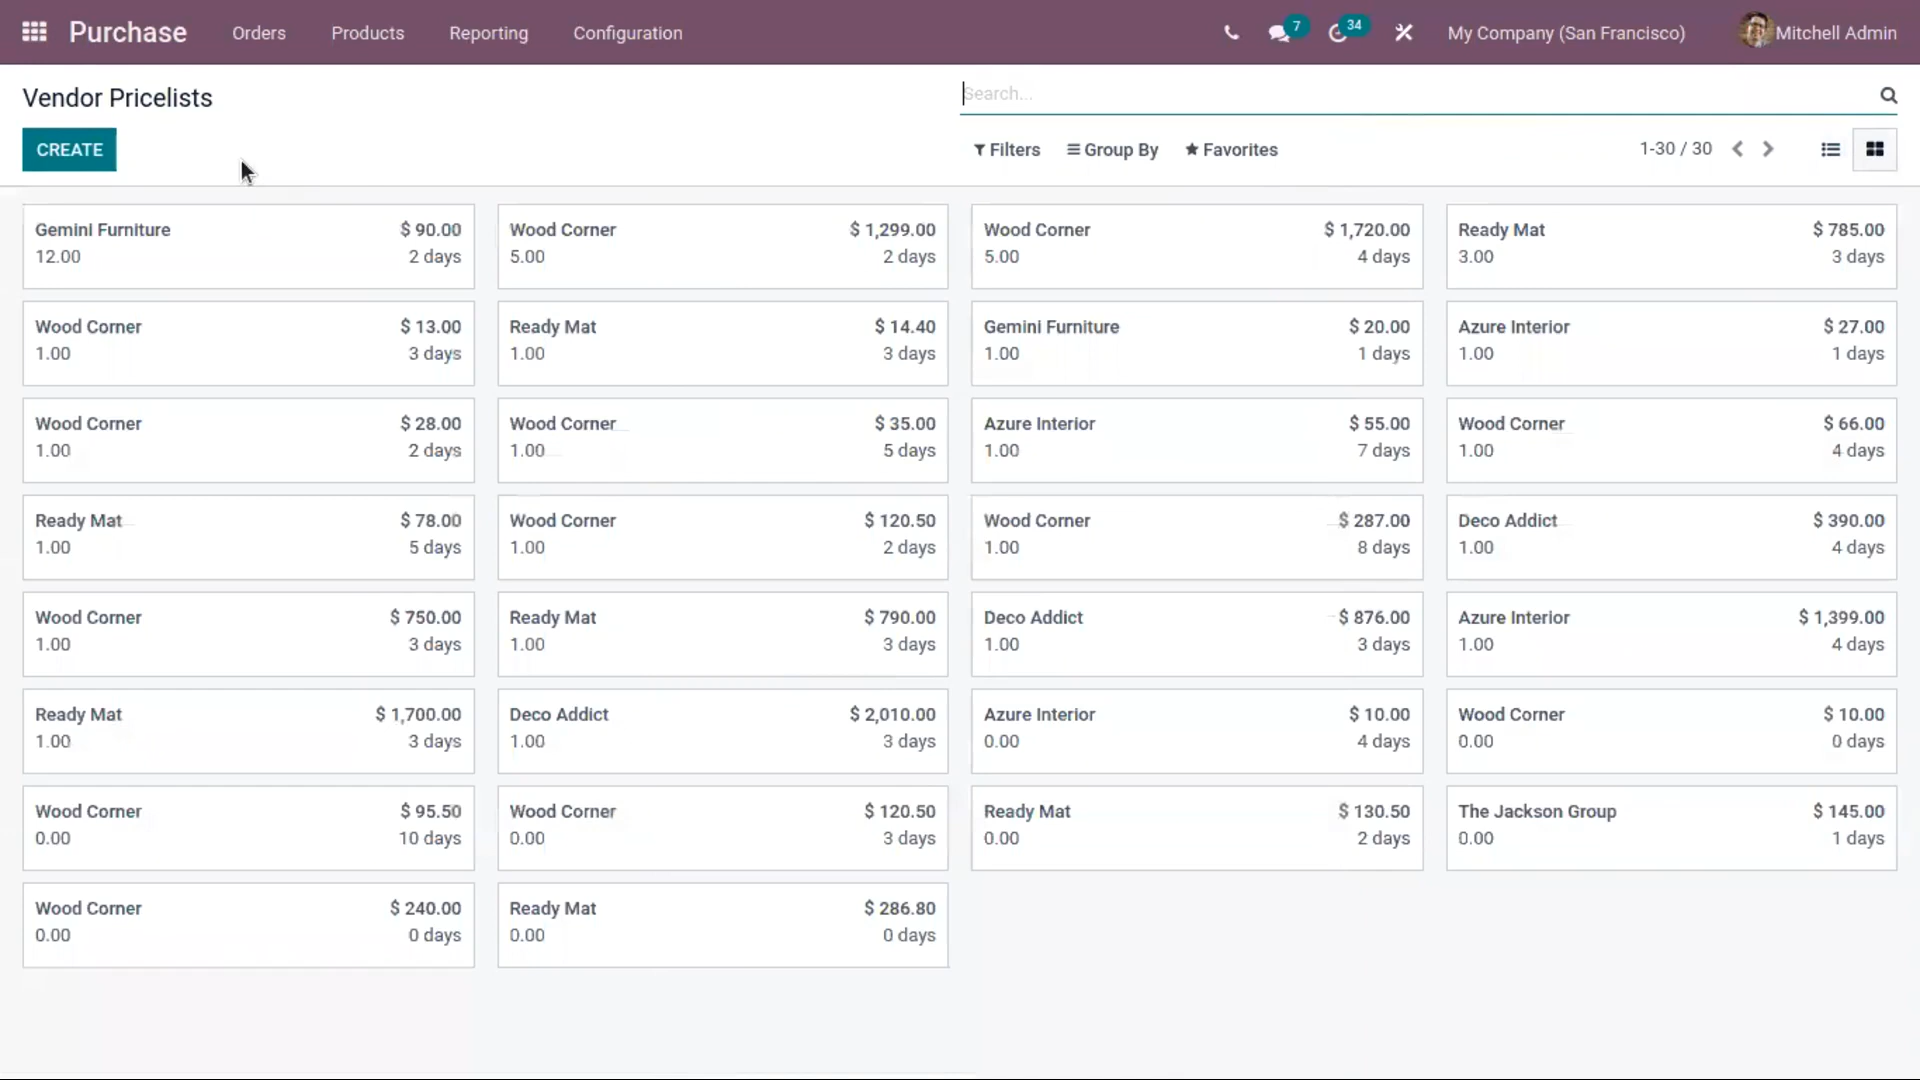 Purchase Orders Products Reporting Configuration 7 34 My Company (San Francisco) Mitchell Admin
Vendor Pricelists Search...
CREATE Filters Group By Favorites 1-30 / 30
Gemini Furniture $ 90.00 Wood Corner $ 1,299.00 Wood Corner $ 1,720.00 Ready Mat $ 785.00
12.00 2 days 5.00 2 days 5.00 4 days 3.00 3 days
Wood Corner $ 13.00 Ready Mat $ 14.40 Gemini Furniture $ 20.00 Azure Interior $ 27.00
1.00 3 days 1.00 3 days 1.00 1 days 1.00 1 days
Wood Corner $ 28.00 Wood Corner $ 35.00 Azure Interior $ 55.00 Wood Corner $ 66.00
1.00 2 days 1.00 5 days 1.00 7 days 1.00 4 days
Ready Mat $ 78.00 Wood Corner $ 120.50 Wood Corner $ 287.00 Deco Addict $ 390.00
1.00 5 days 1.00 2 days 1.00 8 days 1.00 4 days
Wood Corner $ 750.00 Ready Mat $ 790.00 Deco Addict $ 876.00 Azure Interior $ 1,399.00
1.00 3 days 1.00 3 days 1.00 3 days 1.00 4 days
Ready Mat $ 1,700.00 Deco Addict $ 2,010.00 Azure Interior $ 10.00 Wood Corner $ 10.00
1.00 3 days 1.00 3 days 0.00 4 days 0.00 0 days
Wood Corner $ 95.50 Wood Corner $ 120.50 Ready Mat $ 130.50 The Jackson Group $ 145.00
0.00 10 days 0.00 3 days 0.00 2 days 0.00 1 days
Wood Corner $ 240.00 Ready Mat $ 286.80
0.00 0 days 0.00 0 days